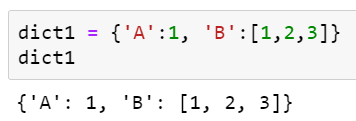 dict1 = {'A':1, 'B':[1,2,3]}
dict1
{'A': 1, 'B': [1, 2, 3]}